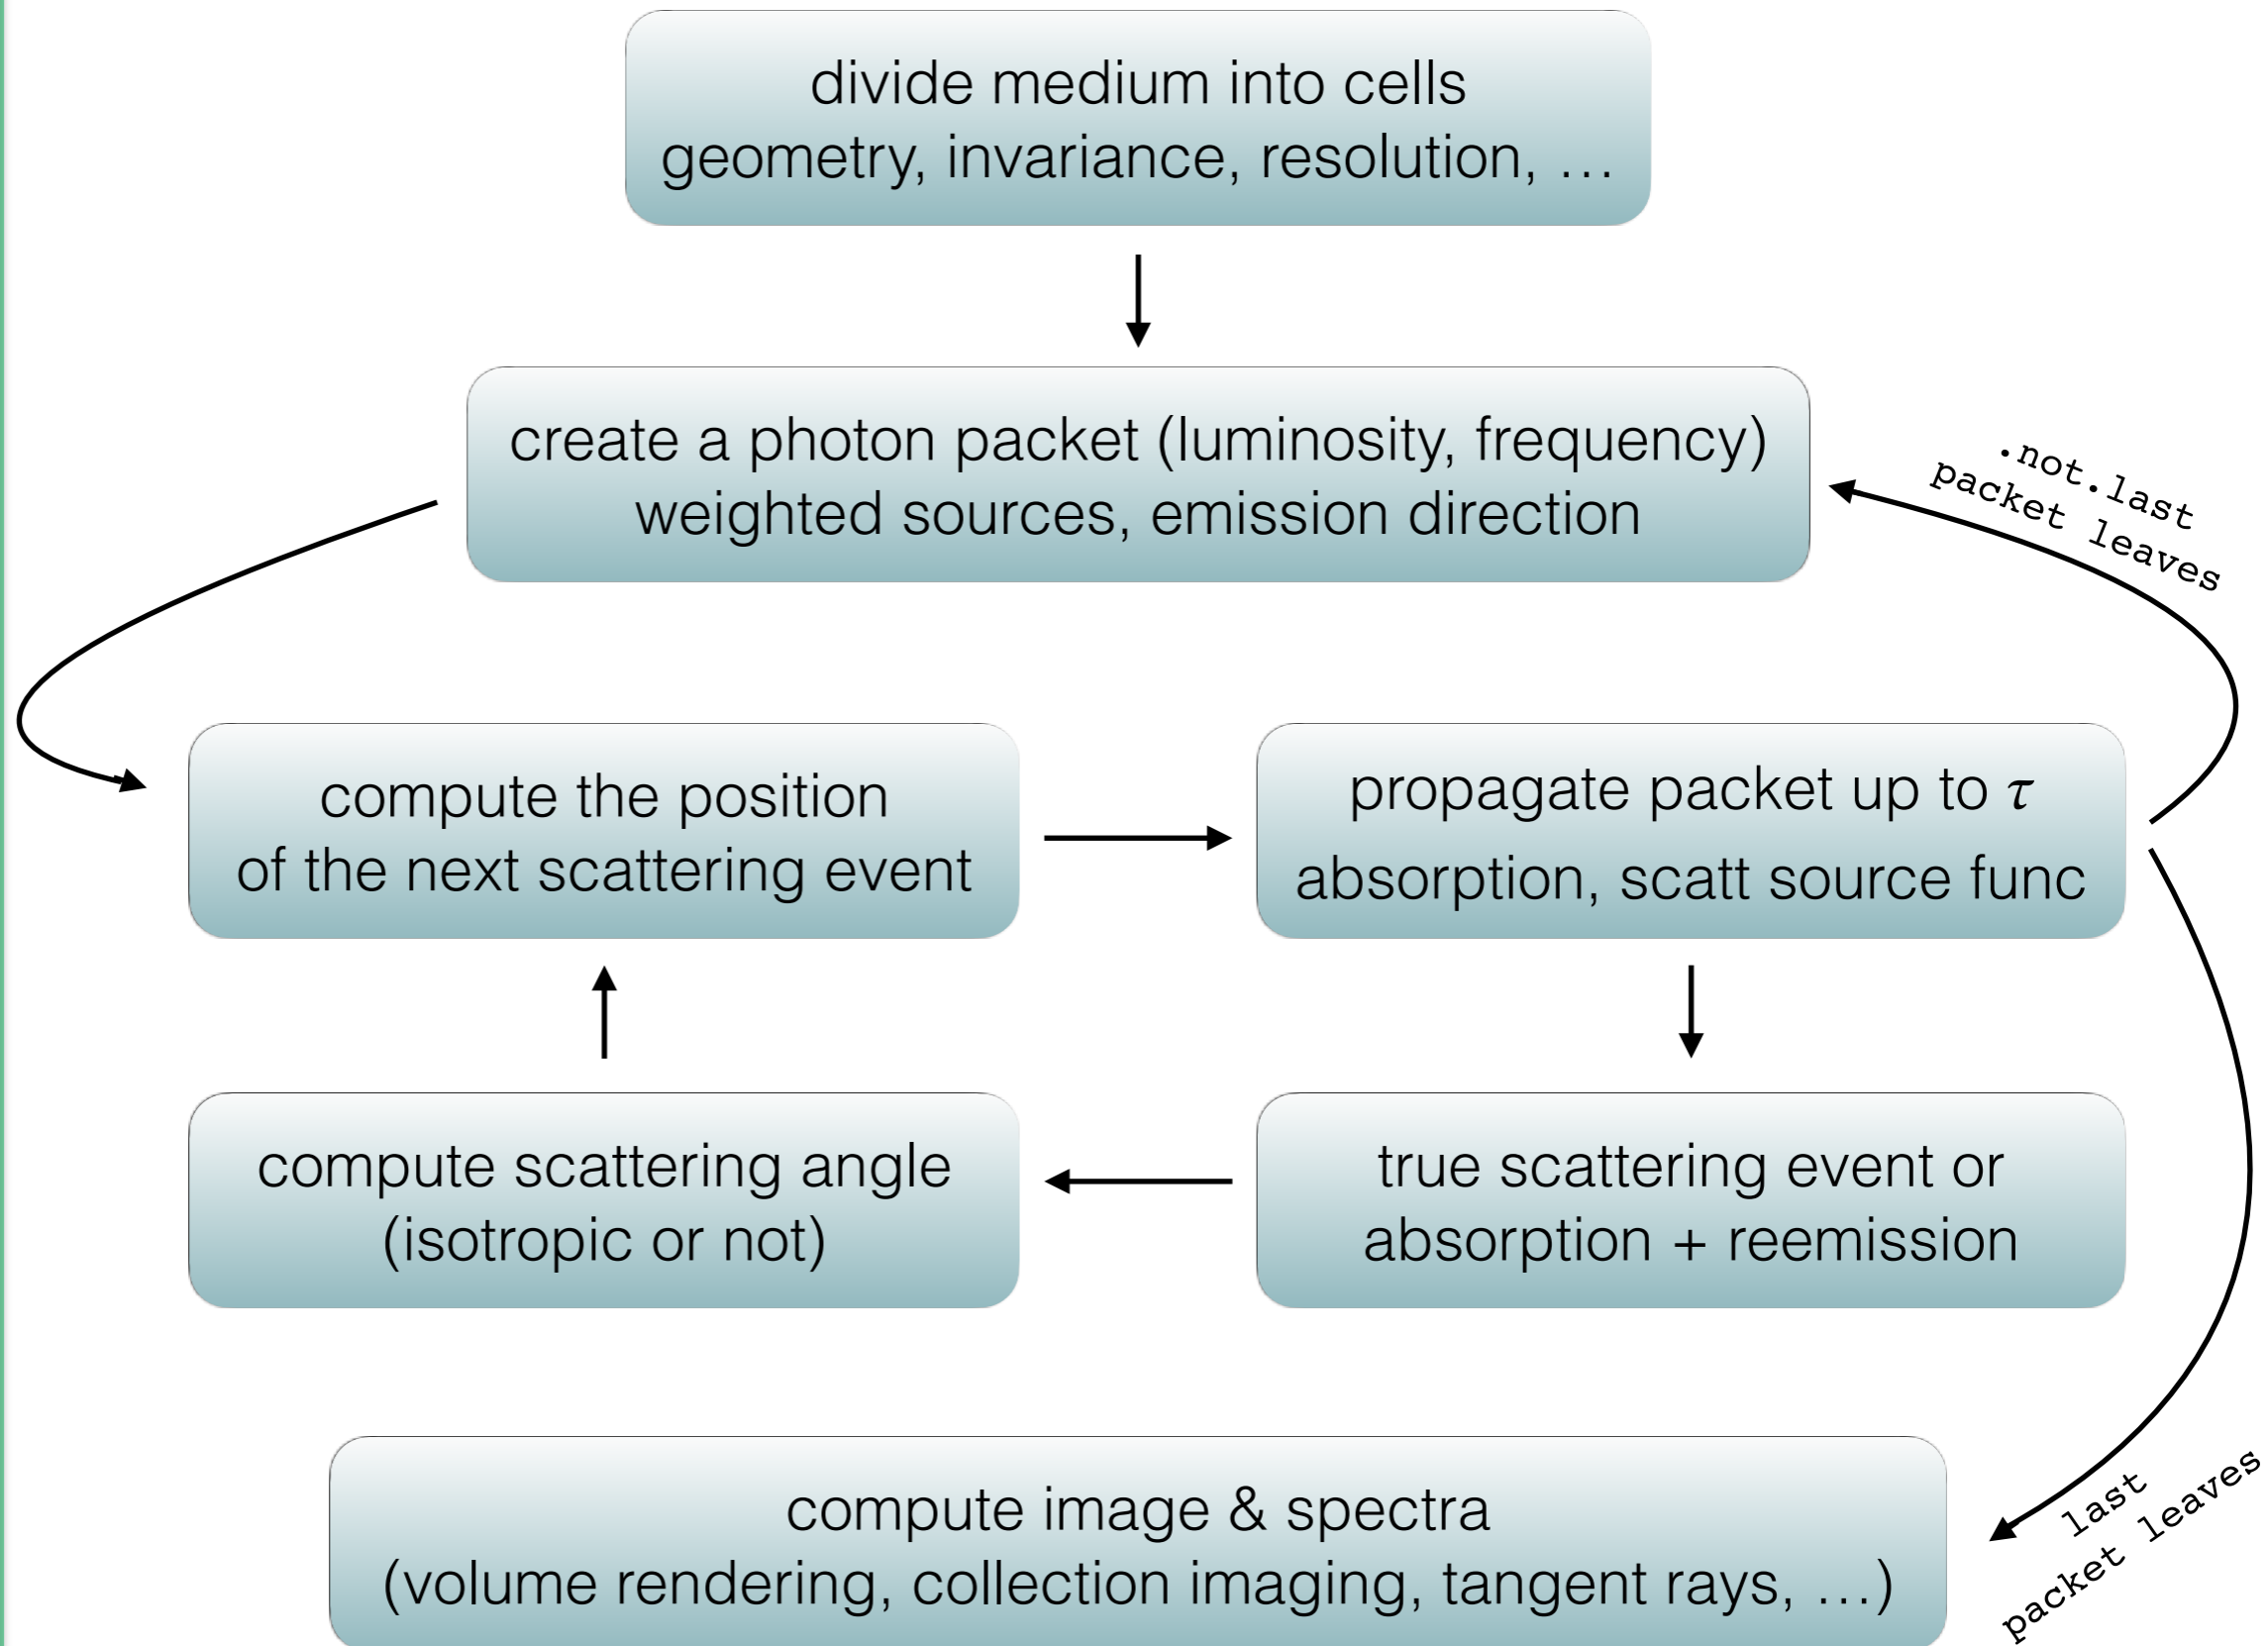 divide medium into cells
geometry, invariance, resolution, …
create a photon packet (luminosity, frequency)
weighted sources, emission direction
.not.last
packet leaves
compute the position
of the next scattering event
propagate packet up to τ
absorption, scatt source func
compute scattering angle
(isotropic or not)
true scattering event or
absorption + reemission
compute image & spectra
(volume rendering, collection imaging, tangent rays, …)
last
packet leaves